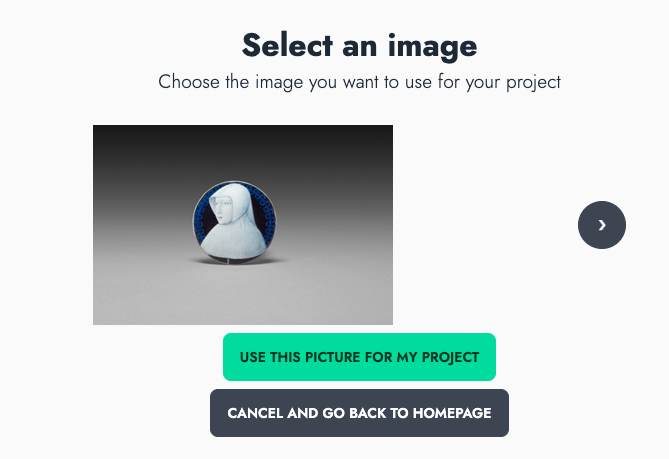 Select an image
Choose the image you want to use for your project
›
USE THIS PICTURE FOR MY PROJECT
CANCEL AND GO BACK TO HOMEPAGE